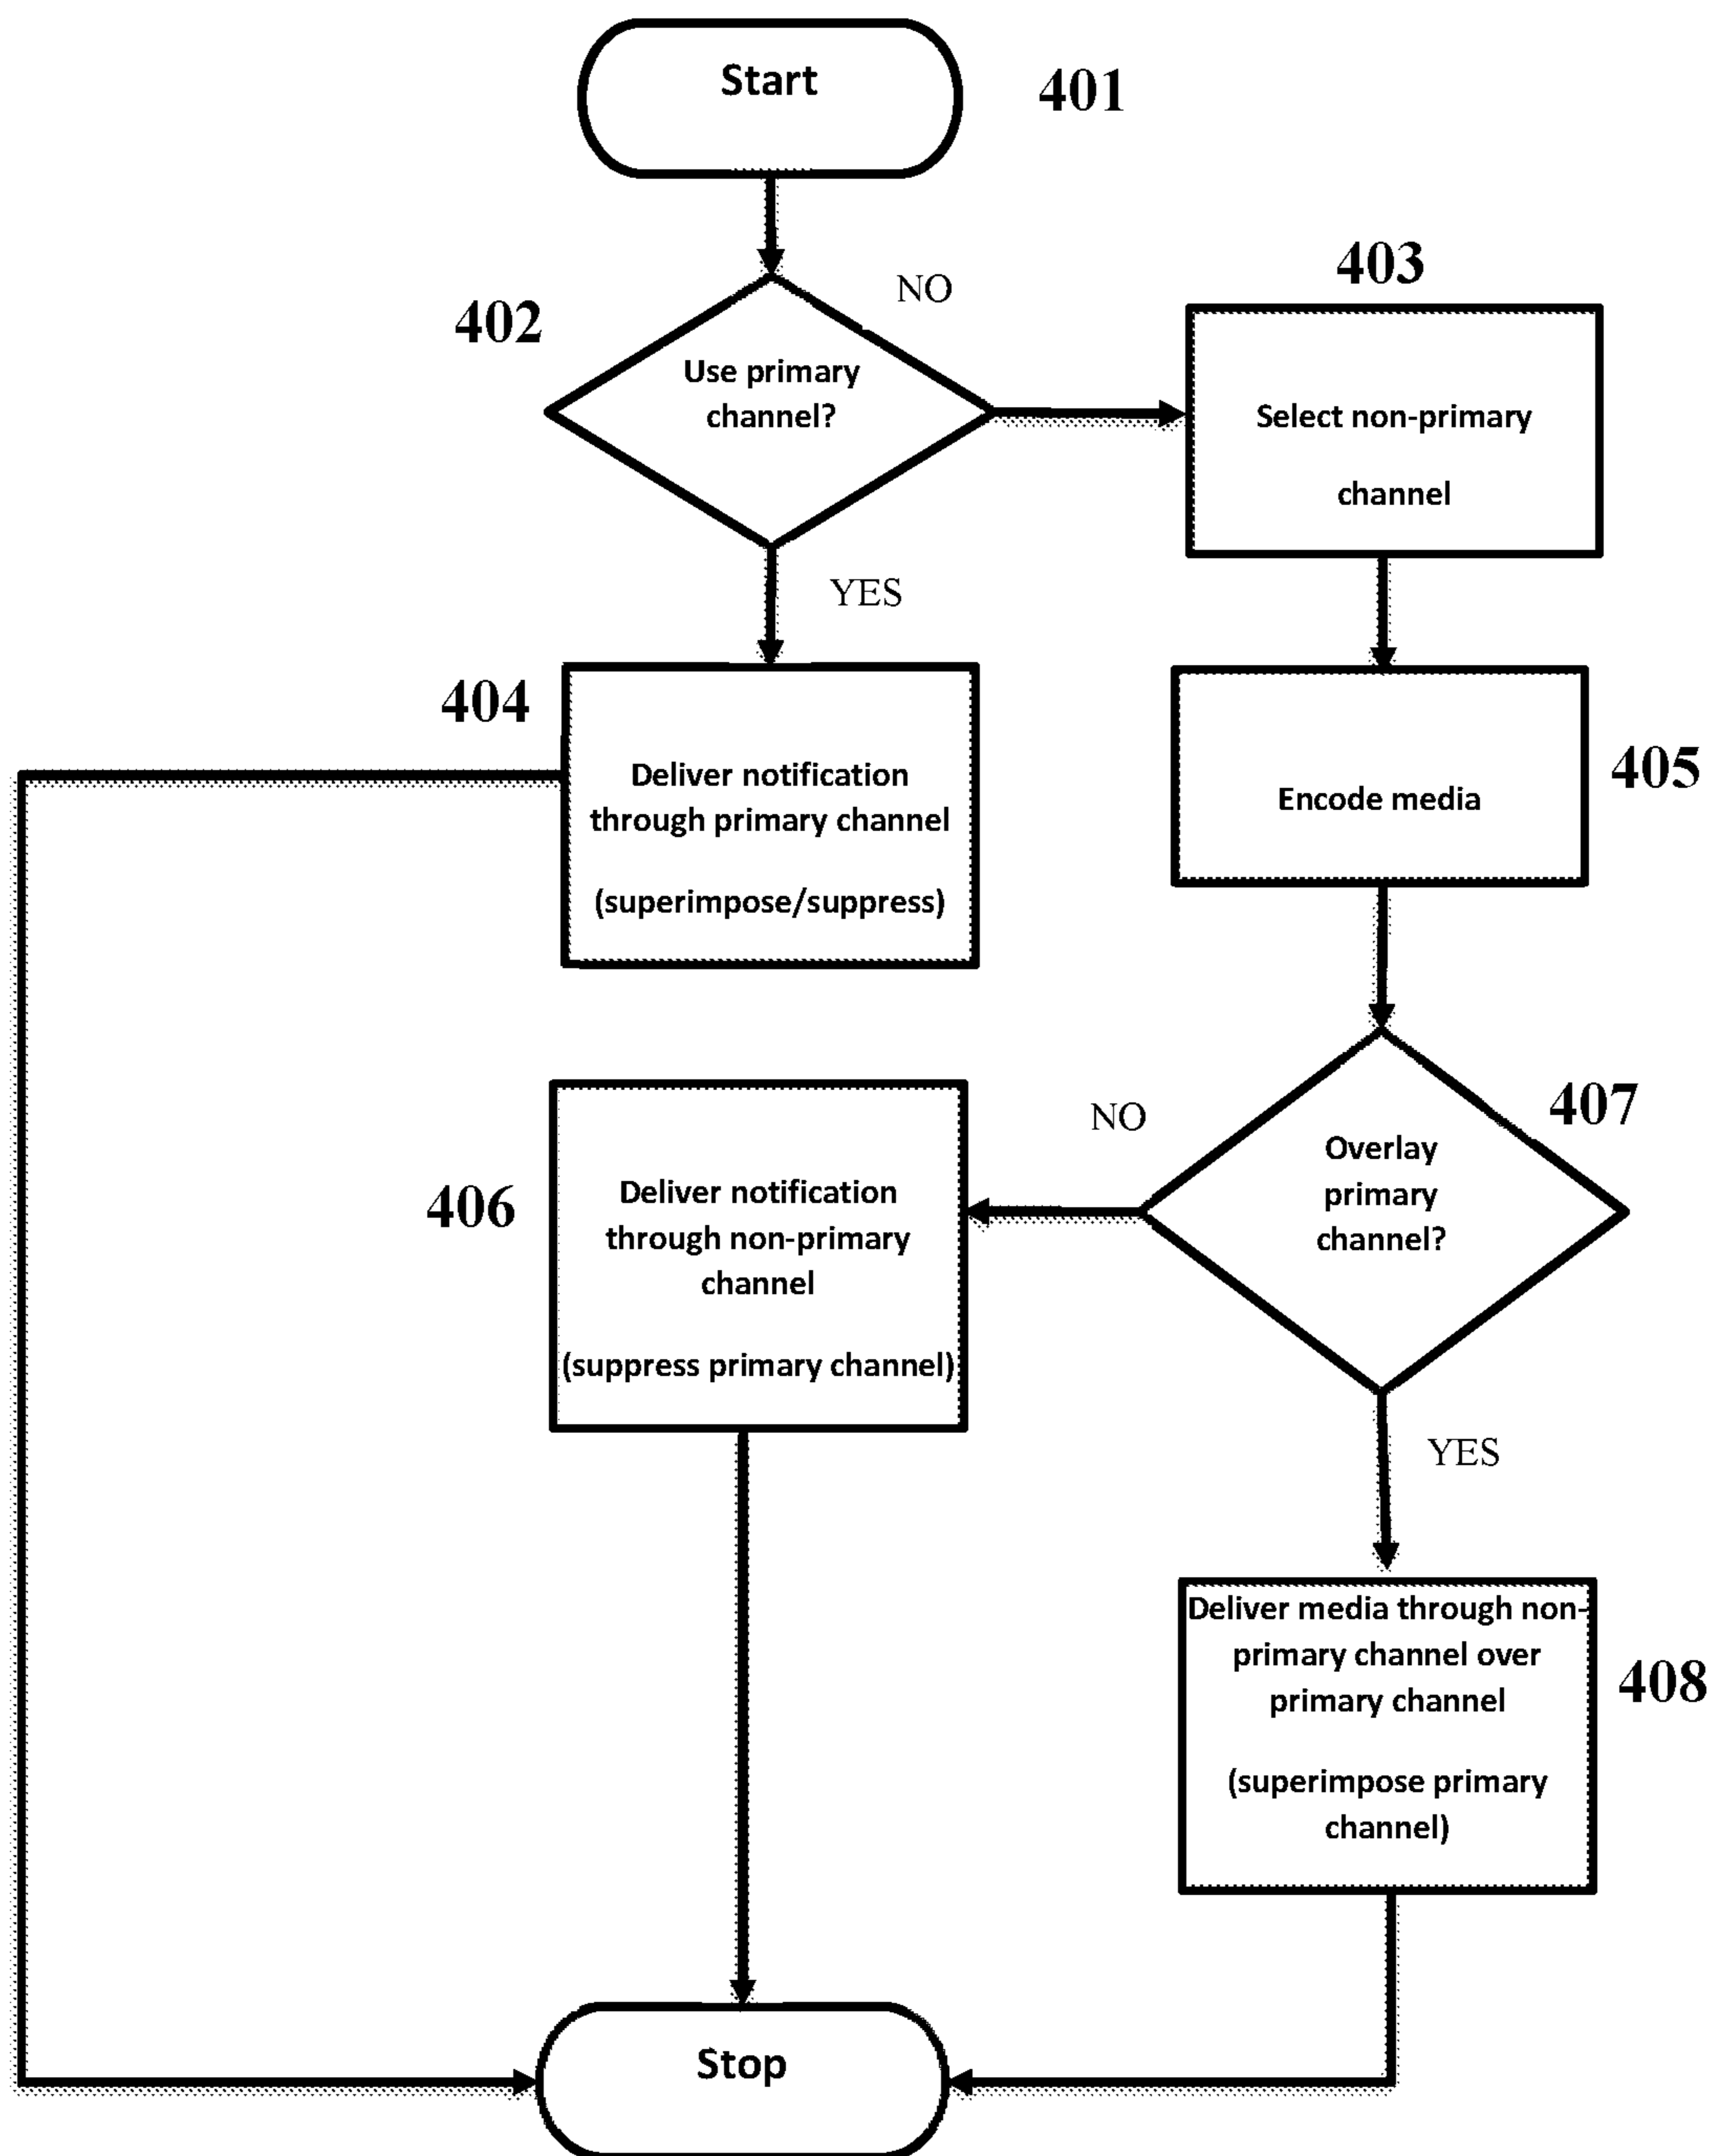 Start
401
402
Use primary
channel?
NO
403
Select non-primary
channel
YES
404
Deliver notification
through primary channel
(superimpose/suppress)
405
Encode media
407
Overlay
primary
channel?
NO
406
Deliver notification
through non-primary
channel
(suppress primary channel)
YES
Deliver media through non-
primary channel over
primary channel
(superimpose primary
channel)
408
Stop